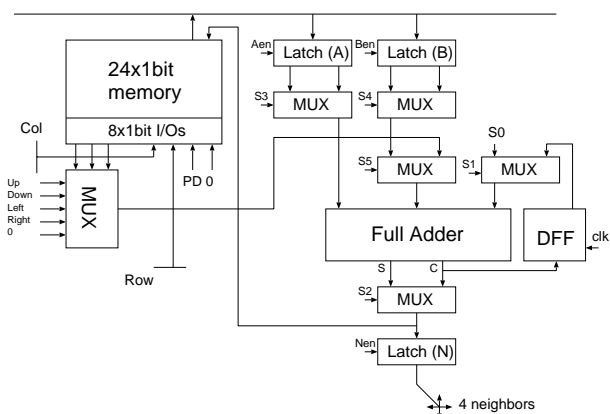 Aen
Latch (A)
Ben
Latch (B)
24x1bit
memory
S3
MUX
S4
MUX
8x1bit I/Os
Col
S0
S5
MUX
S1
MUX
Up
Down
Left
Right
0
MUX
PD 0
Full Adder
DFF
clk
Row
S
C
S2
MUX
Nen
Latch (N)
4 neighbors